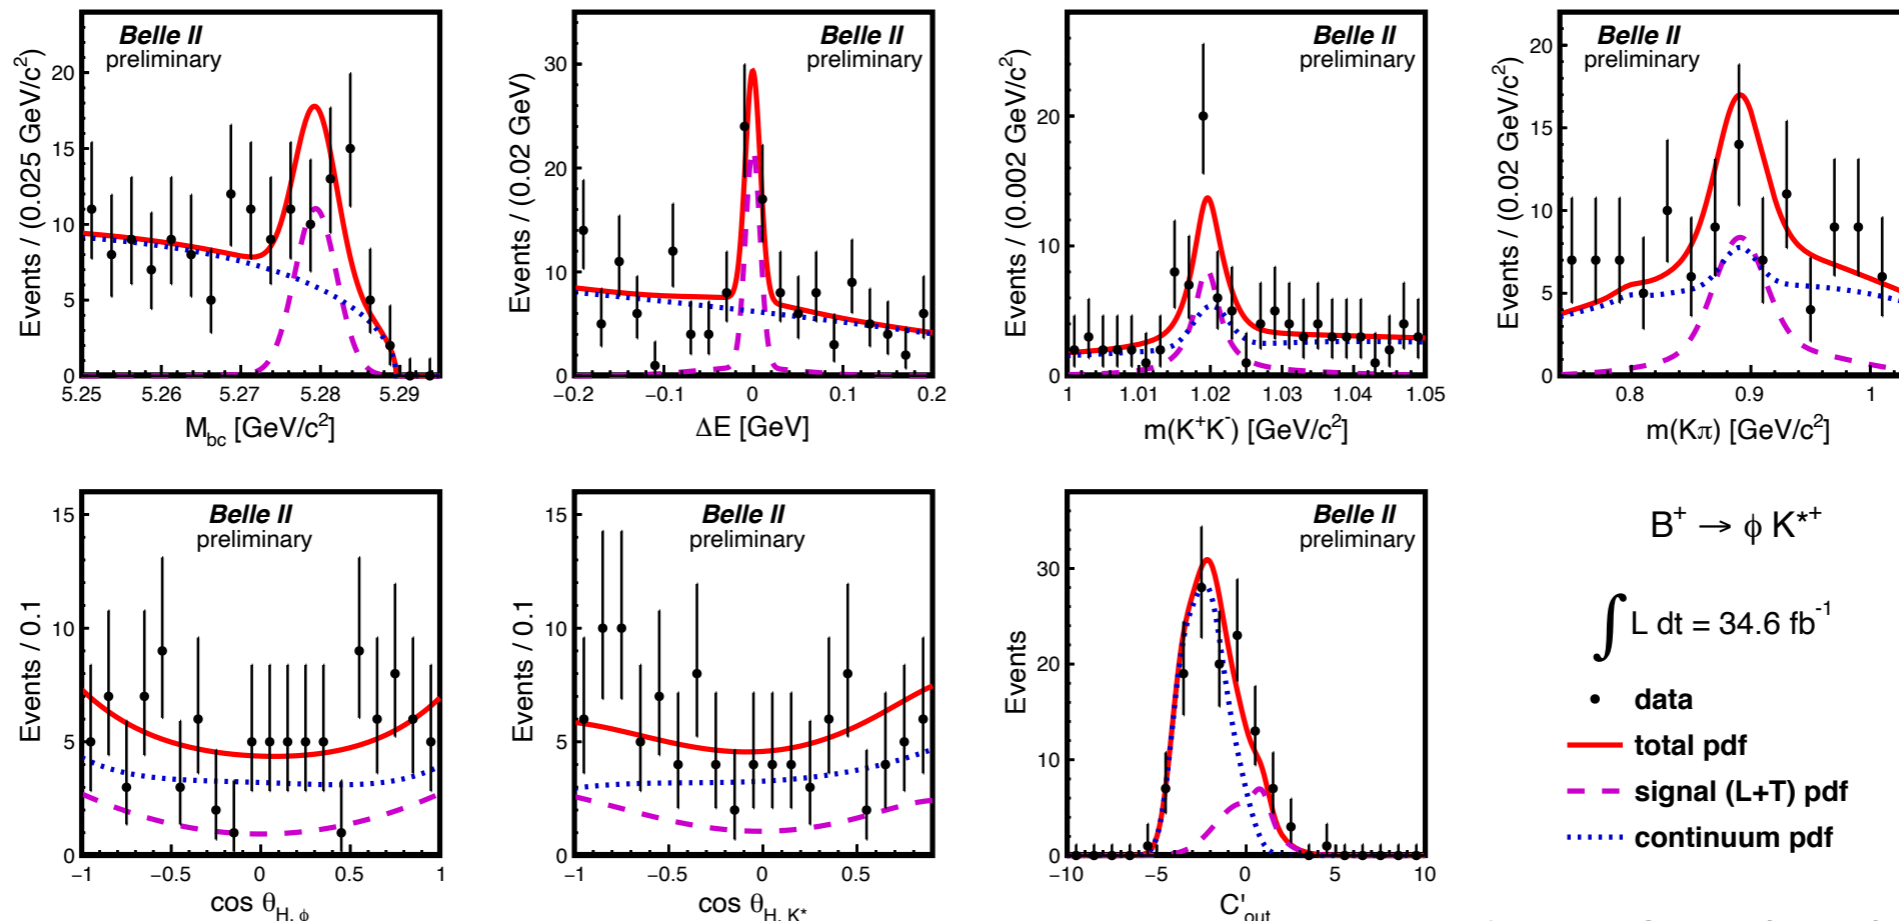 Belle II
preliminary
Events / (0.025 GeV/c²)
20
15
10
5
0
5.25 5.26 5.27 5.28 5.29
M_bc [GeV/c²]
Belle II
preliminary
Events / (0.02 GeV)
30
20
10
0
−0.2 −0.1 0 0.1 0.2
ΔE [GeV]
Belle II
preliminary
Events / (0.002 GeV/c²)
20
10
0
1 1.01 1.02 1.03 1.04 1.05
m(K⁺K⁻) [GeV/c²]
Belle II
preliminary
Events / (0.02 GeV/c²)
20
15
10
5
0
0.8 0.9 1
m(Kπ) [GeV/c²]
Belle II
preliminary
Events / 0.1
15
10
5
0
−1 −0.5 0 0.5 1
cos θ_H, ϕ
Belle II
preliminary
Events / 0.1
15
10
5
0
−1 −0.5 0 0.5
cos θ_H, K*
Belle II
preliminary
Events
30
20
10
0
−10 −5 0 5 10
C'_out
B⁺ → ϕ K*⁺
∫ L dt = 34.6 fb⁻¹
data
total pdf
signal (L+T) pdf
continuum pdf